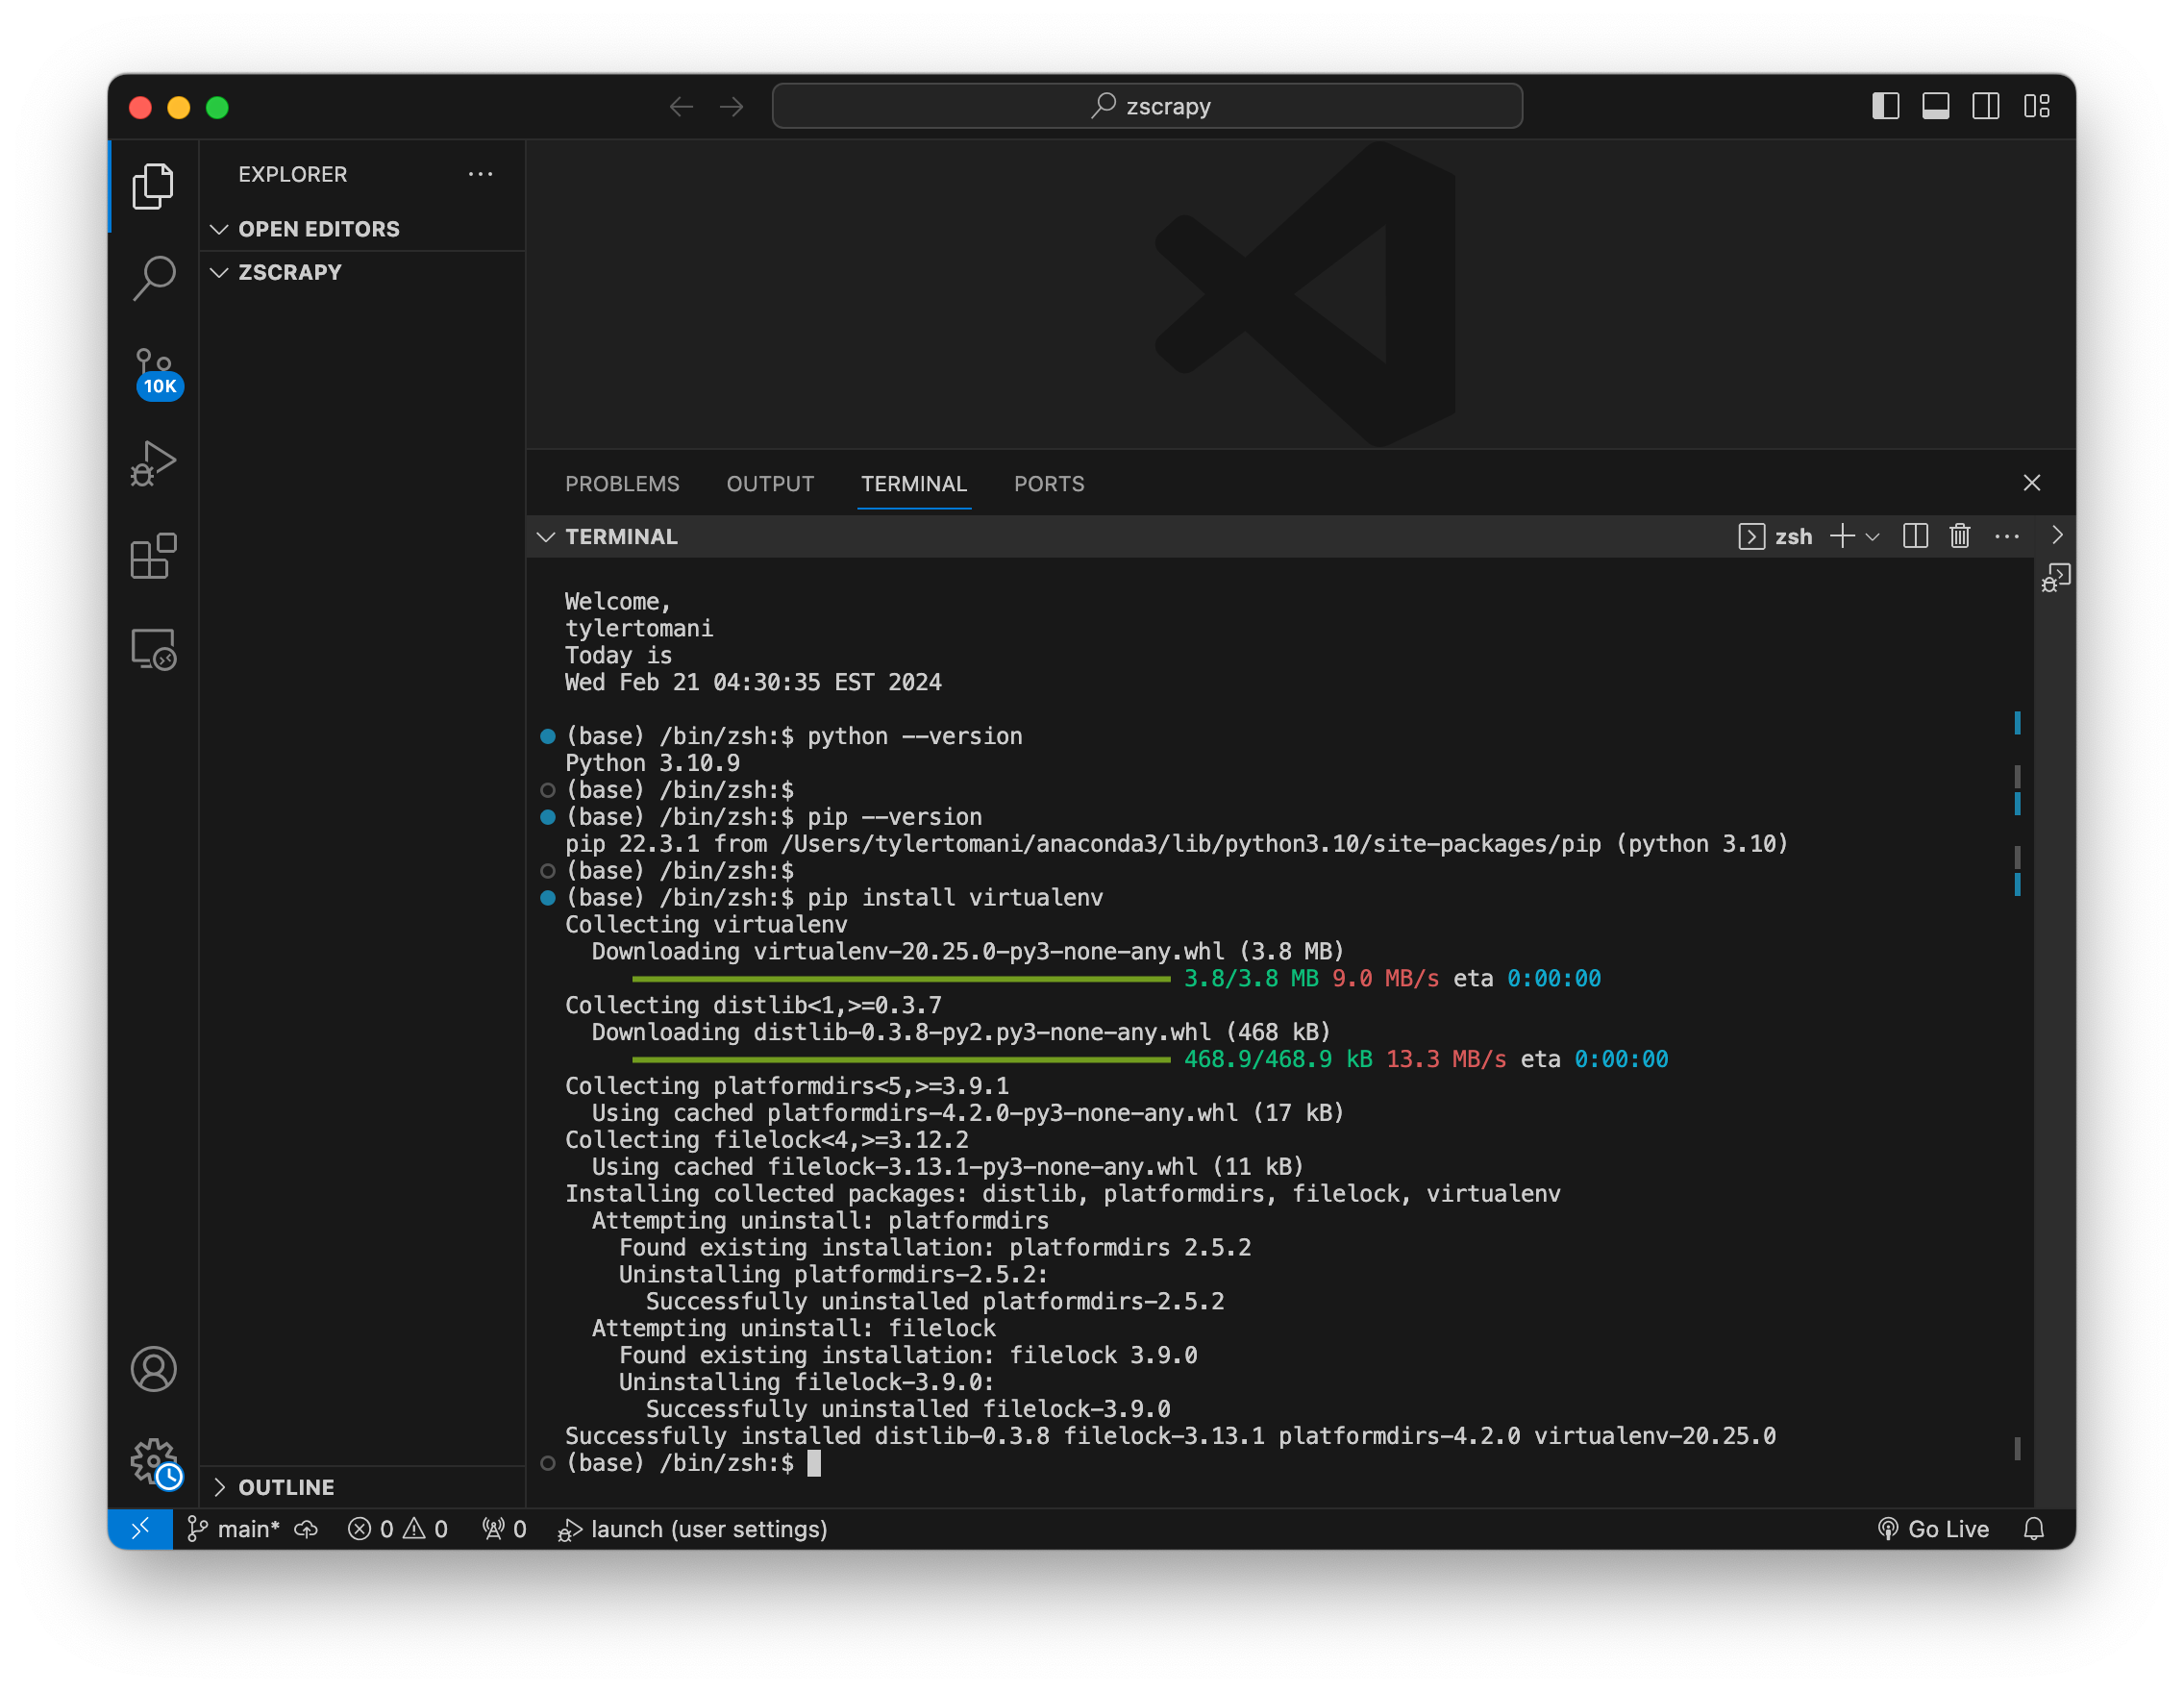 zscrapy
EXPLORER
OPEN EDITORS
ZSCRAPY
10K
OUTLINE
PROBLEMS OUTPUT TERMINAL PORTS
TERMINAL
zsh
Welcome,
tylertomani
Today is
Wed Feb 21 04:30:35 EST 2024
(base) /bin/zsh:$ python --version
Python 3.10.9
(base) /bin/zsh:$
(base) /bin/zsh:$ pip --version
pip 22.3.1 from /Users/tylertomani/anaconda3/lib/python3.10/site-packages/pip (python 3.10)
(base) /bin/zsh:$
(base) /bin/zsh:$ pip install virtualenv
Collecting virtualenv
  Downloading virtualenv-20.25.0-py3-none-any.whl (3.8 MB)
3.8/3.8 MB 9.0 MB/s eta 0:00:00
Collecting distlib<1,>=0.3.7
  Downloading distlib-0.3.8-py2.py3-none-any.whl (468 kB)
468.9/468.9 kB 13.3 MB/s eta 0:00:00
Collecting platformdirs<5,>=3.9.1
  Using cached platformdirs-4.2.0-py3-none-any.whl (17 kB)
Collecting filelock<4,>=3.12.2
  Using cached filelock-3.13.1-py3-none-any.whl (11 kB)
Installing collected packages: distlib, platformdirs, filelock, virtualenv
  Attempting uninstall: platformdirs
    Found existing installation: platformdirs 2.5.2
    Uninstalling platformdirs-2.5.2:
      Successfully uninstalled platformdirs-2.5.2
  Attempting uninstall: filelock
    Found existing installation: filelock 3.9.0
    Uninstalling filelock-3.9.0:
      Successfully uninstalled filelock-3.9.0
Successfully installed distlib-0.3.8 filelock-3.13.1 platformdirs-4.2.0 virtualenv-20.25.0
(base) /bin/zsh:$
main* 0 0 0 launch (user settings) Go Live